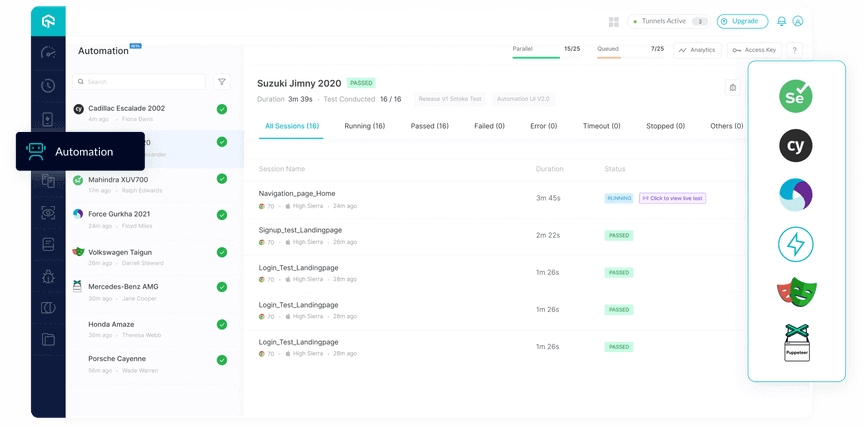 Tunnels Active 3
Upgrade
Automation BETA
Parallel 15/25
Queued 7/25
Analytics
Access Key
?
Search
Suzuki Jimny 2020 PASSED
Duration 3m 39s · Test Conducted 16 / 16
Release V1 Smoke Test
Automation UI V2.0
Cadillac Escalade 2002
4m ago · Fiona Davis
20
Automation
Mahindra XUV700
17m ago · Ralph Edwards
Force Gurkha 2021
24m ago · Floyd Miles
Volkswagen Taigun
26m ago · Darrell Steward
Mercedes-Benz AMG
30m ago · Jane Cooper
Honda Amaze
36m ago · Theresa Webb
Porsche Cayenne
56m ago · Wade Warren
All Sessions (16)
Running (16)
Passed (16)
Failed (0)
Error (0)
Timeout (0)
Stopped (0)
Others (0)
Session Name
Duration
Status
Navigation_page_Home
70 · High Sierra · 24m ago
3m 45s
RUNNING
Click to view live test
Signup_test_Landingpage
70 · High Sierra · 26m ago
2m 22s
PASSED
Login_Test_Landingpage
70 · High Sierra · 28m ago
1m 26s
PASSED
Login_Test_Landingpage
70 · High Sierra · 28m ago
1m 26s
PASSED
Login_Test_Landingpage
70 · High Sierra · 28m ago
1m 26s
PASSED
Se
cy
Puppeteer